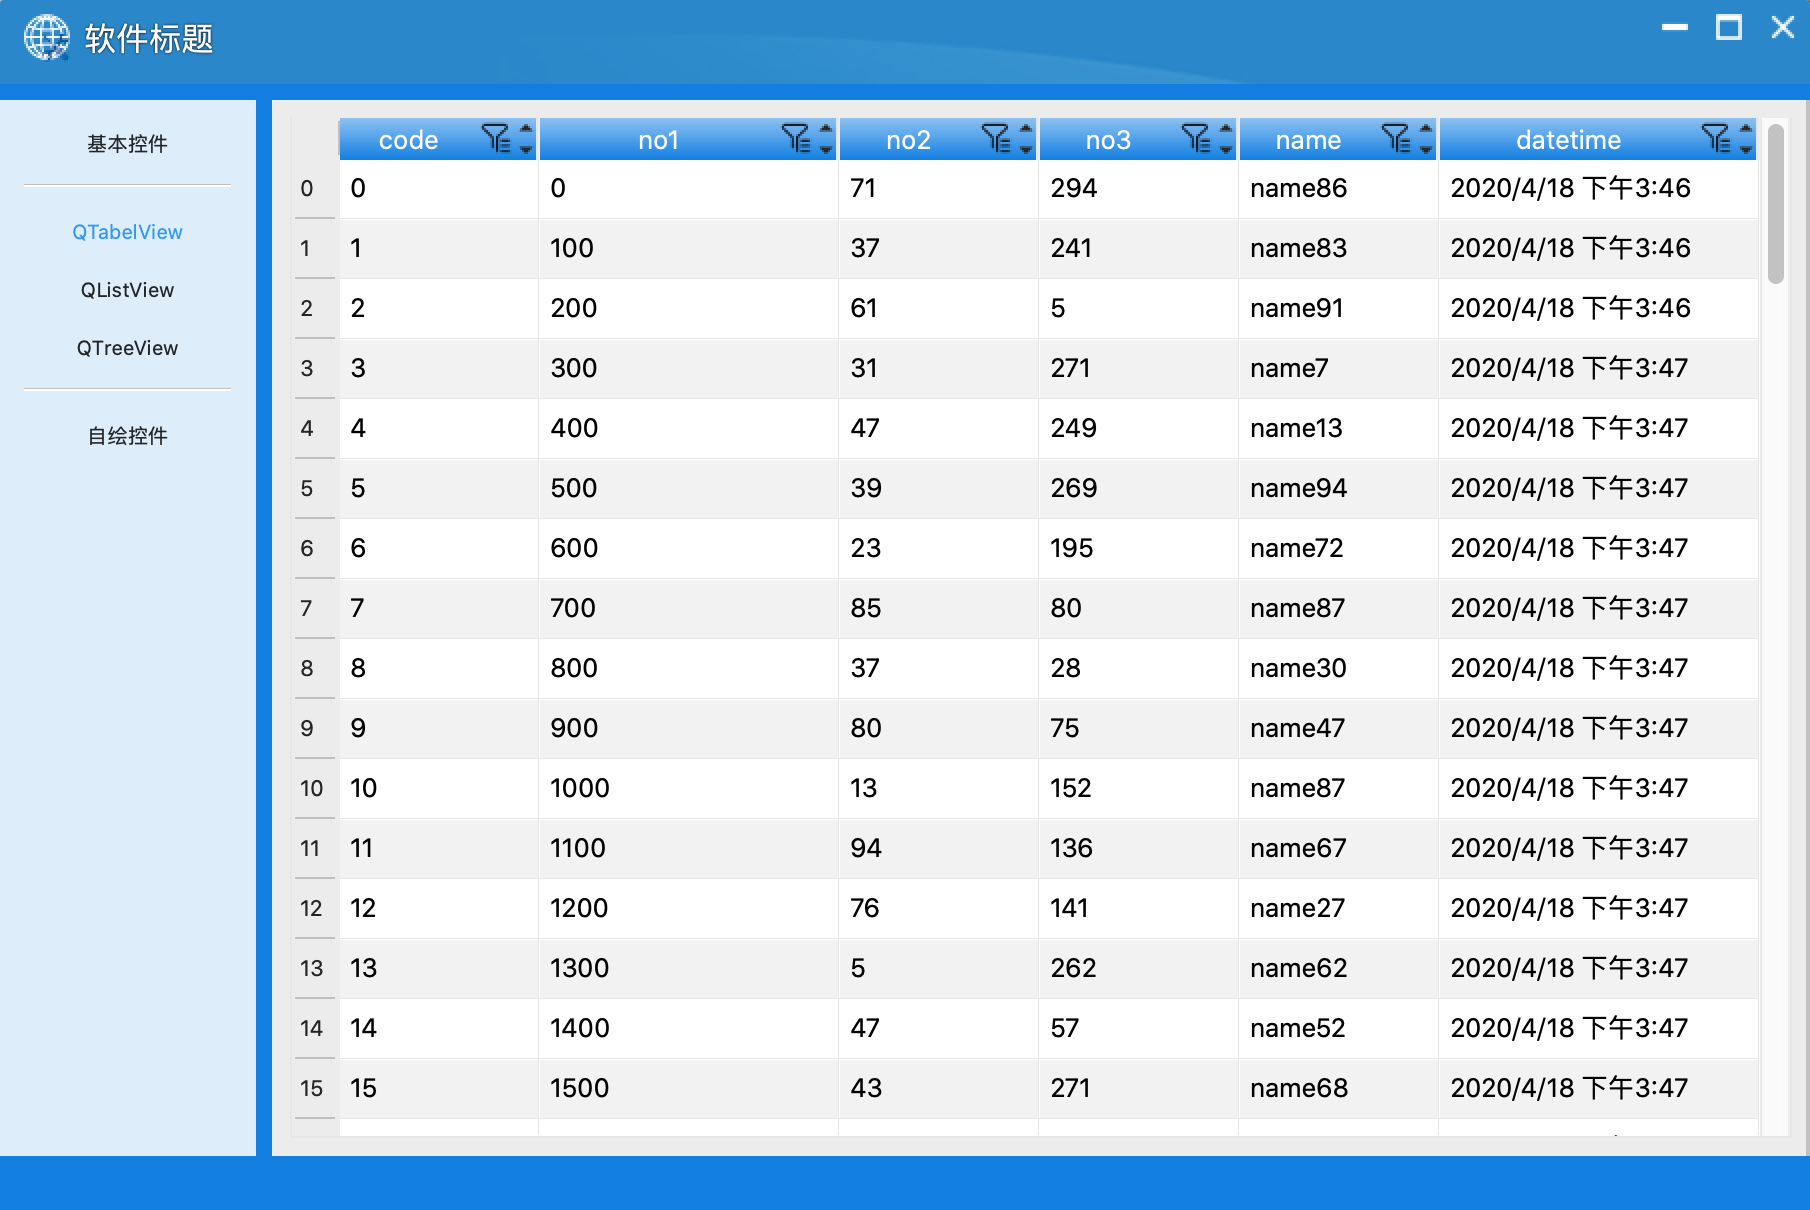 软件标题
基本控件
QTabelView
QListView
QTreeView
自绘控件
code no1 no2 no3 name datetime
0 0 0 71 294 name86 2020/4/18 下午3:46
1 1 100 37 241 name83 2020/4/18 下午3:46
2 2 200 61 5 name91 2020/4/18 下午3:46
3 3 300 31 271 name7 2020/4/18 下午3:47
4 4 400 47 249 name13 2020/4/18 下午3:47
5 5 500 39 269 name94 2020/4/18 下午3:47
6 6 600 23 195 name72 2020/4/18 下午3:47
7 7 700 85 80 name87 2020/4/18 下午3:47
8 8 800 37 28 name30 2020/4/18 下午3:47
9 9 900 80 75 name47 2020/4/18 下午3:47
10 10 1000 13 152 name87 2020/4/18 下午3:47
11 11 1100 94 136 name67 2020/4/18 下午3:47
12 12 1200 76 141 name27 2020/4/18 下午3:47
13 13 1300 5 262 name62 2020/4/18 下午3:47
14 14 1400 47 57 name52 2020/4/18 下午3:47
15 15 1500 43 271 name68 2020/4/18 下午3:47